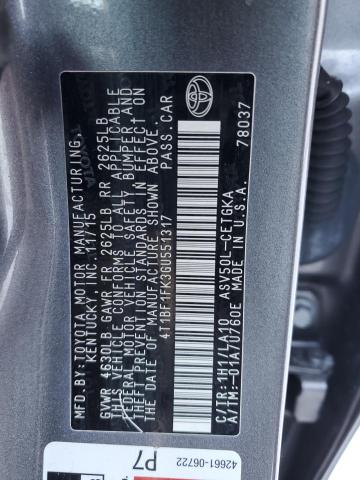 MFD.BY:TOYOTA MOTOR MANUFACTURING,
KENTUCKY, INC. 11/15
GVWR 4630LB GAWR FR 2625LB RR 2625LB
THIS VEHICLE CONFORMS TO ALL APPLICABLE
FEDERAL MOTOR VEHICLE SAFETY, BUMPER, AND
THEFT PREVENTION STANDARDS IN EFFECT ON
THE DATE OF MANUFACTURE SHOWN ABOVE.
4T1BF1FK3GU551317 PASS.CAR
C/TR:1H1/LA10 ASV50L-CETGKA
A/TM:-01A/U760E MADE IN U.S.A.
78037
42661-06722
P7